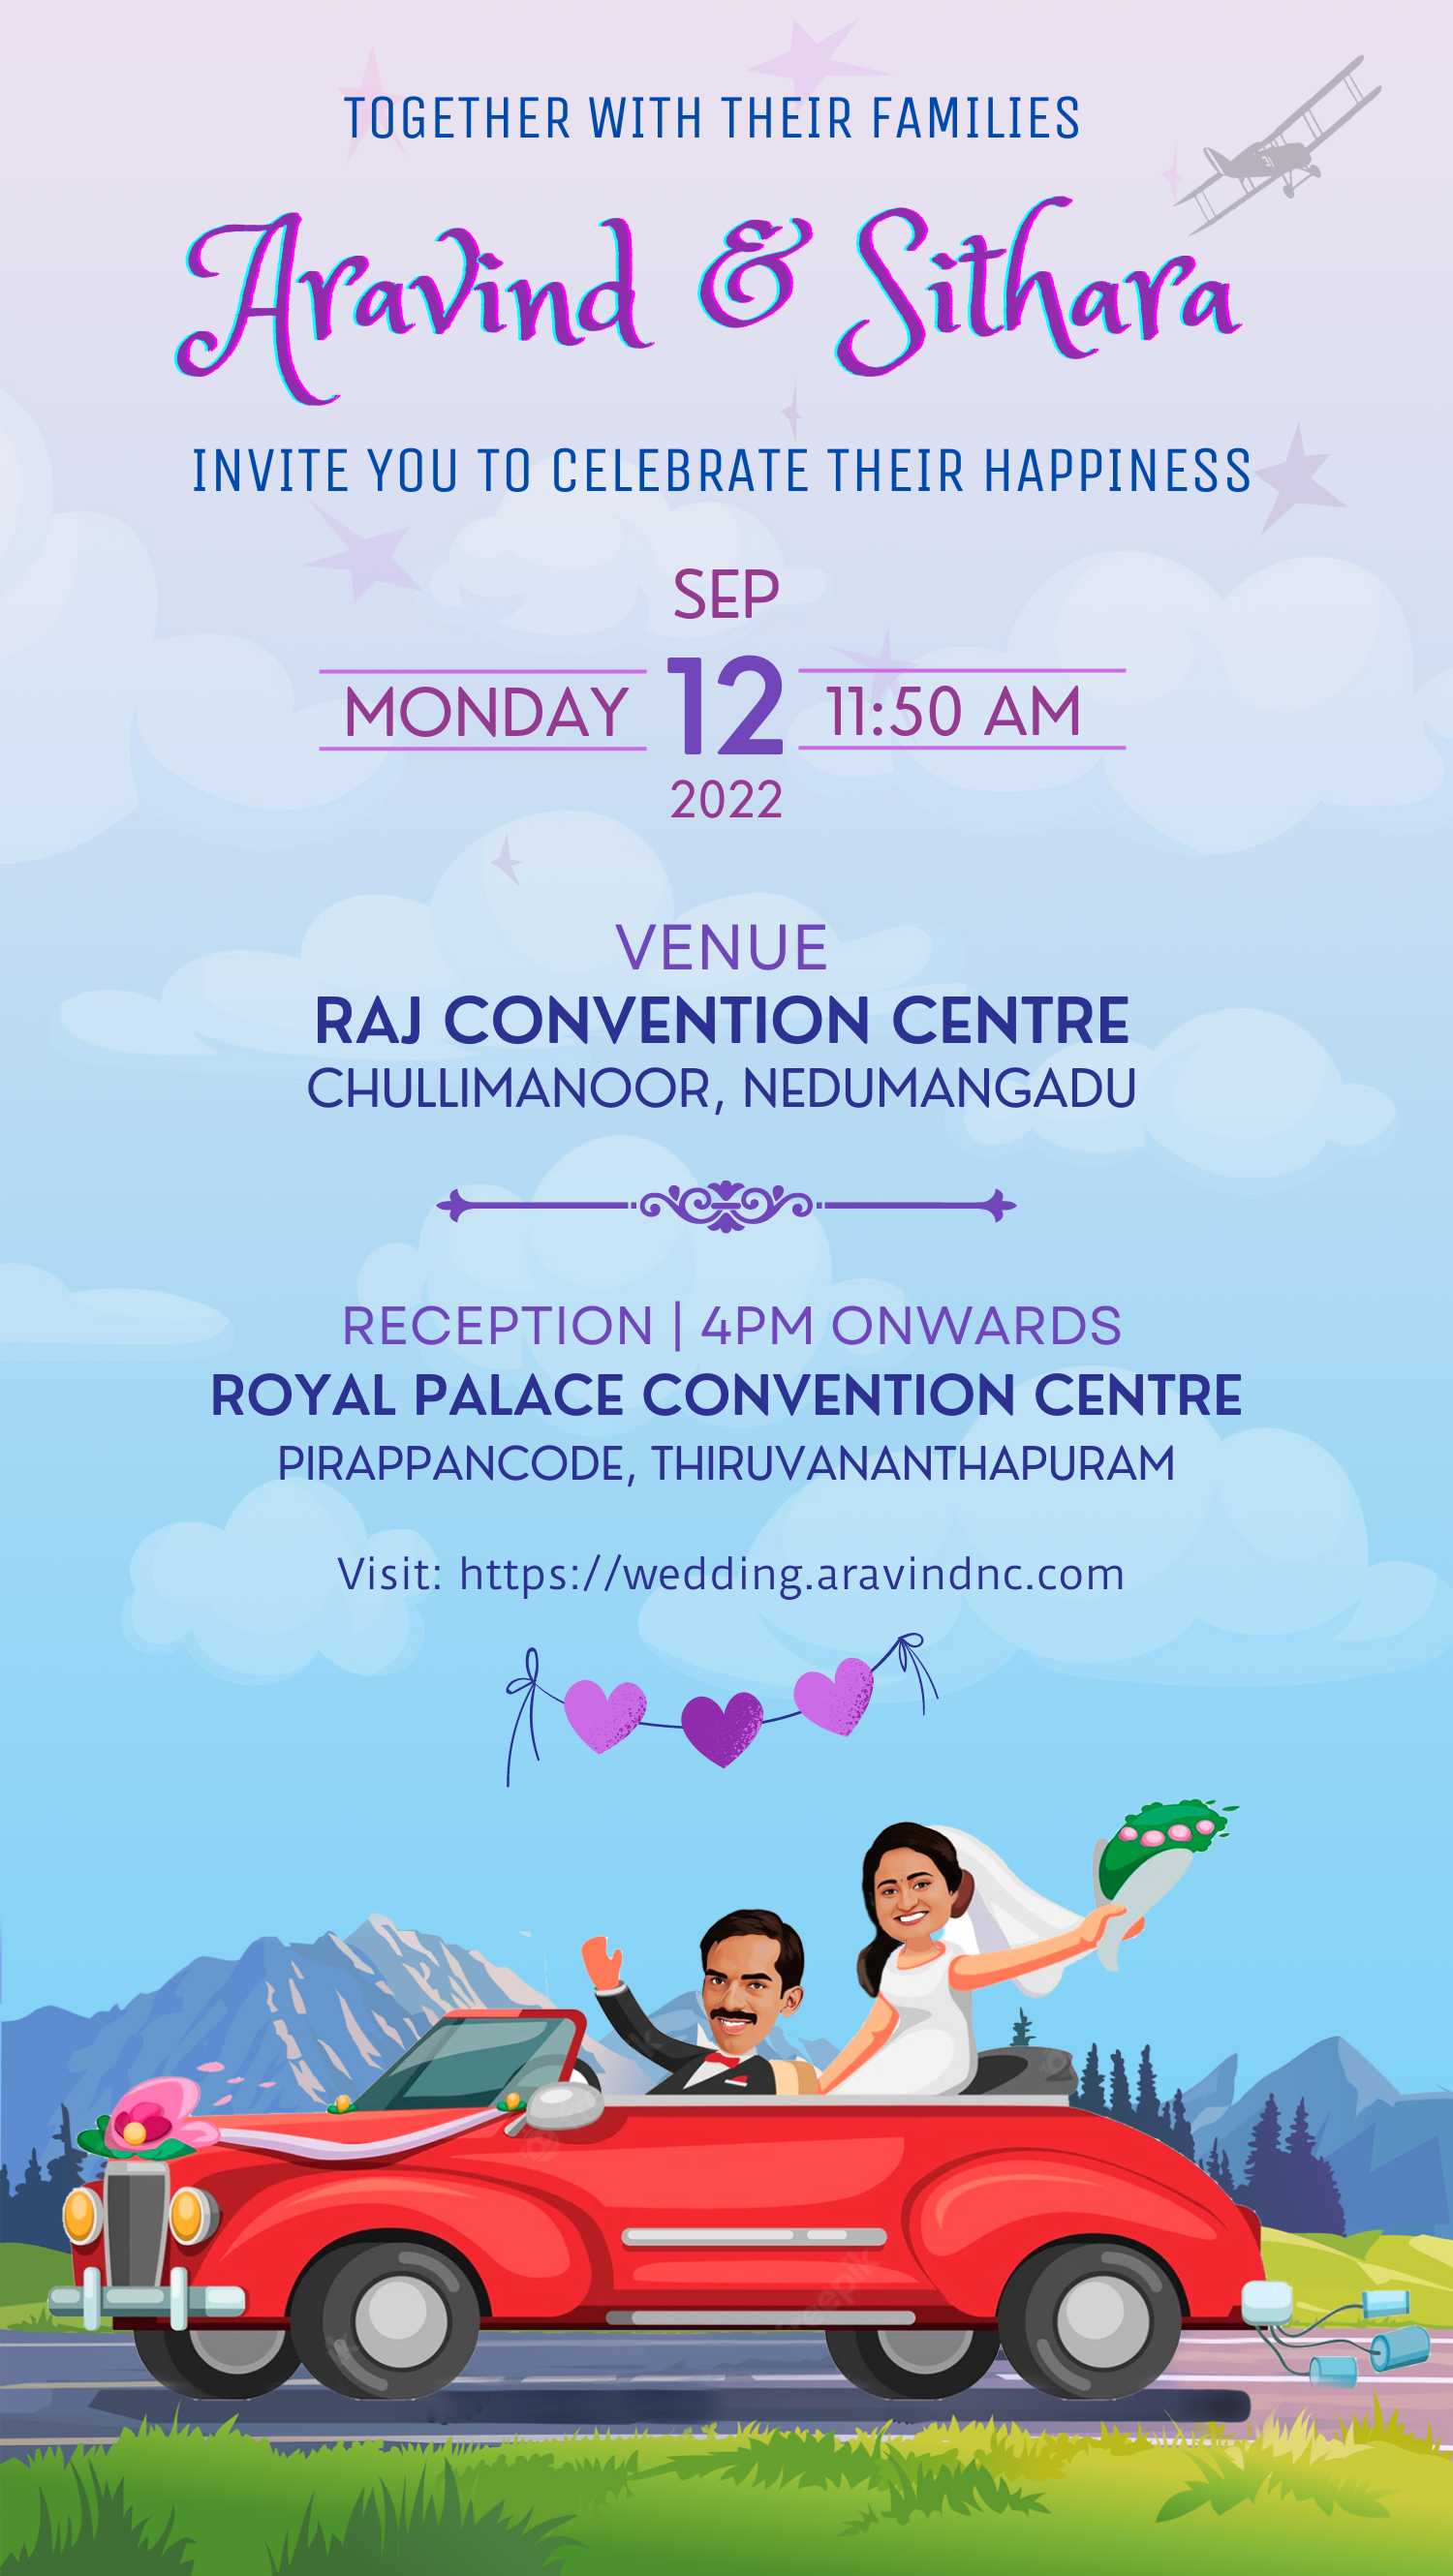 TOGETHER WITH THEIR FAMILIES
Aravind & Sithara
INVITE YOU TO CELEBRATE THEIR HAPPINESS
SEP
MONDAY 12 11:50 AM
2022
VENUE
RAJ CONVENTION CENTRE
CHULLIMANOOR, NEDUMANGADU
RECEPTION | 4PM ONWARDS
ROYAL PALACE CONVENTION CENTRE
PIRAPPANCODE, THIRUVANANTHAPURAM
Visit: https://wedding.aravindnc.com